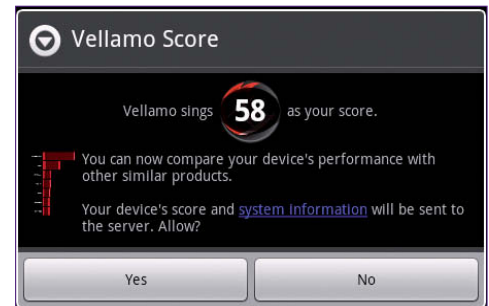 Vellamo Score
Vellamo sings 58 as your score.
You can now compare your device's performance with
other similar products.
Your device's score and system information will be sent to
the server. Allow?
Yes No